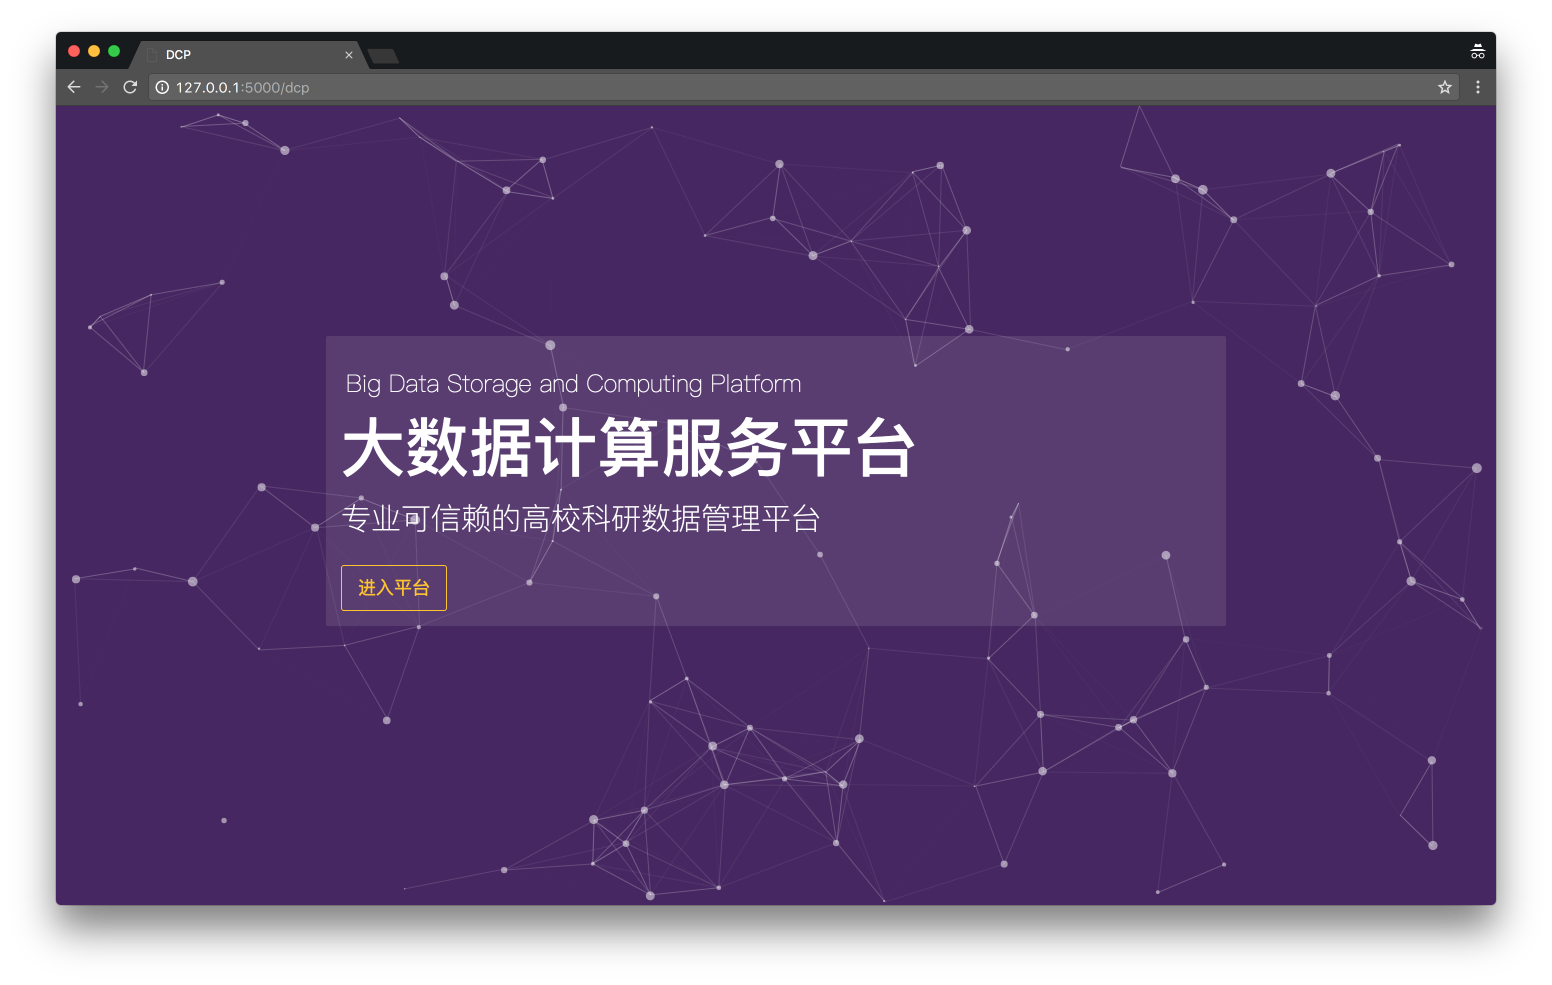 DCP
127.0.0.1:5000/dcp
Big Data Storage and Computing Platform
大数据计算服务平台
专业可信赖的高校科研数据管理平台
进入平台